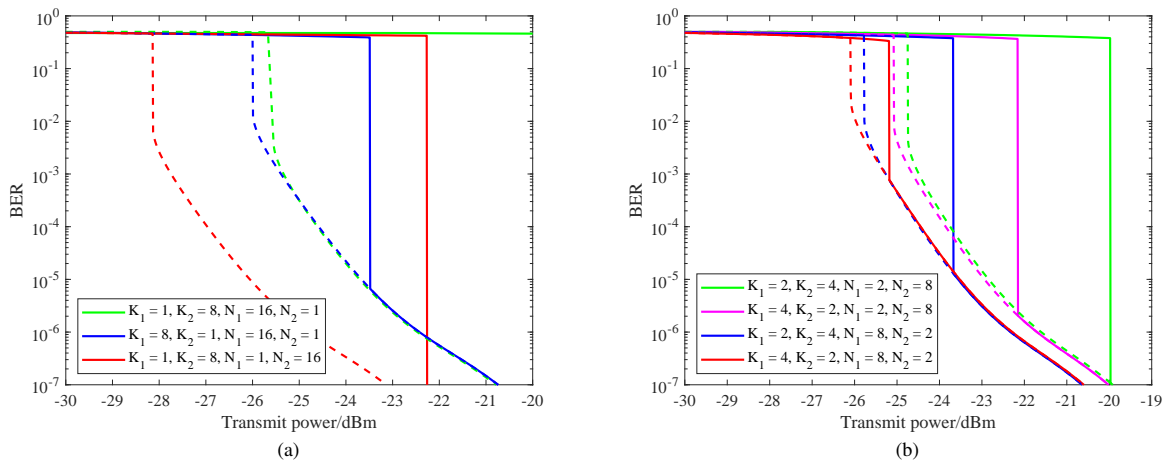 10^0
10^-1
10^-2
10^-3
10^-4
10^-5
10^-6
10^-7
BER
K_1 = 1, K_2 = 8, N_1 = 16, N_2 = 1
K_1 = 8, K_2 = 1, N_1 = 16, N_2 = 1
K_1 = 1, K_2 = 8, N_1 = 1, N_2 = 16
-30 -29 -28 -27 -26 -25 -24 -23 -22 -21 -20
Transmit power/dBm
(a)
10^0
10^-1
10^-2
10^-3
10^-4
10^-5
10^-6
10^-7
BER
K_1 = 2, K_2 = 4, N_1 = 2, N_2 = 8
K_1 = 4, K_2 = 2, N_1 = 2, N_2 = 8
K_1 = 2, K_2 = 4, N_1 = 8, N_2 = 2
K_1 = 4, K_2 = 2, N_1 = 8, N_2 = 2
-30 -29 -28 -27 -26 -25 -24 -23 -22 -21 -20 -19
Transmit power/dBm
(b)